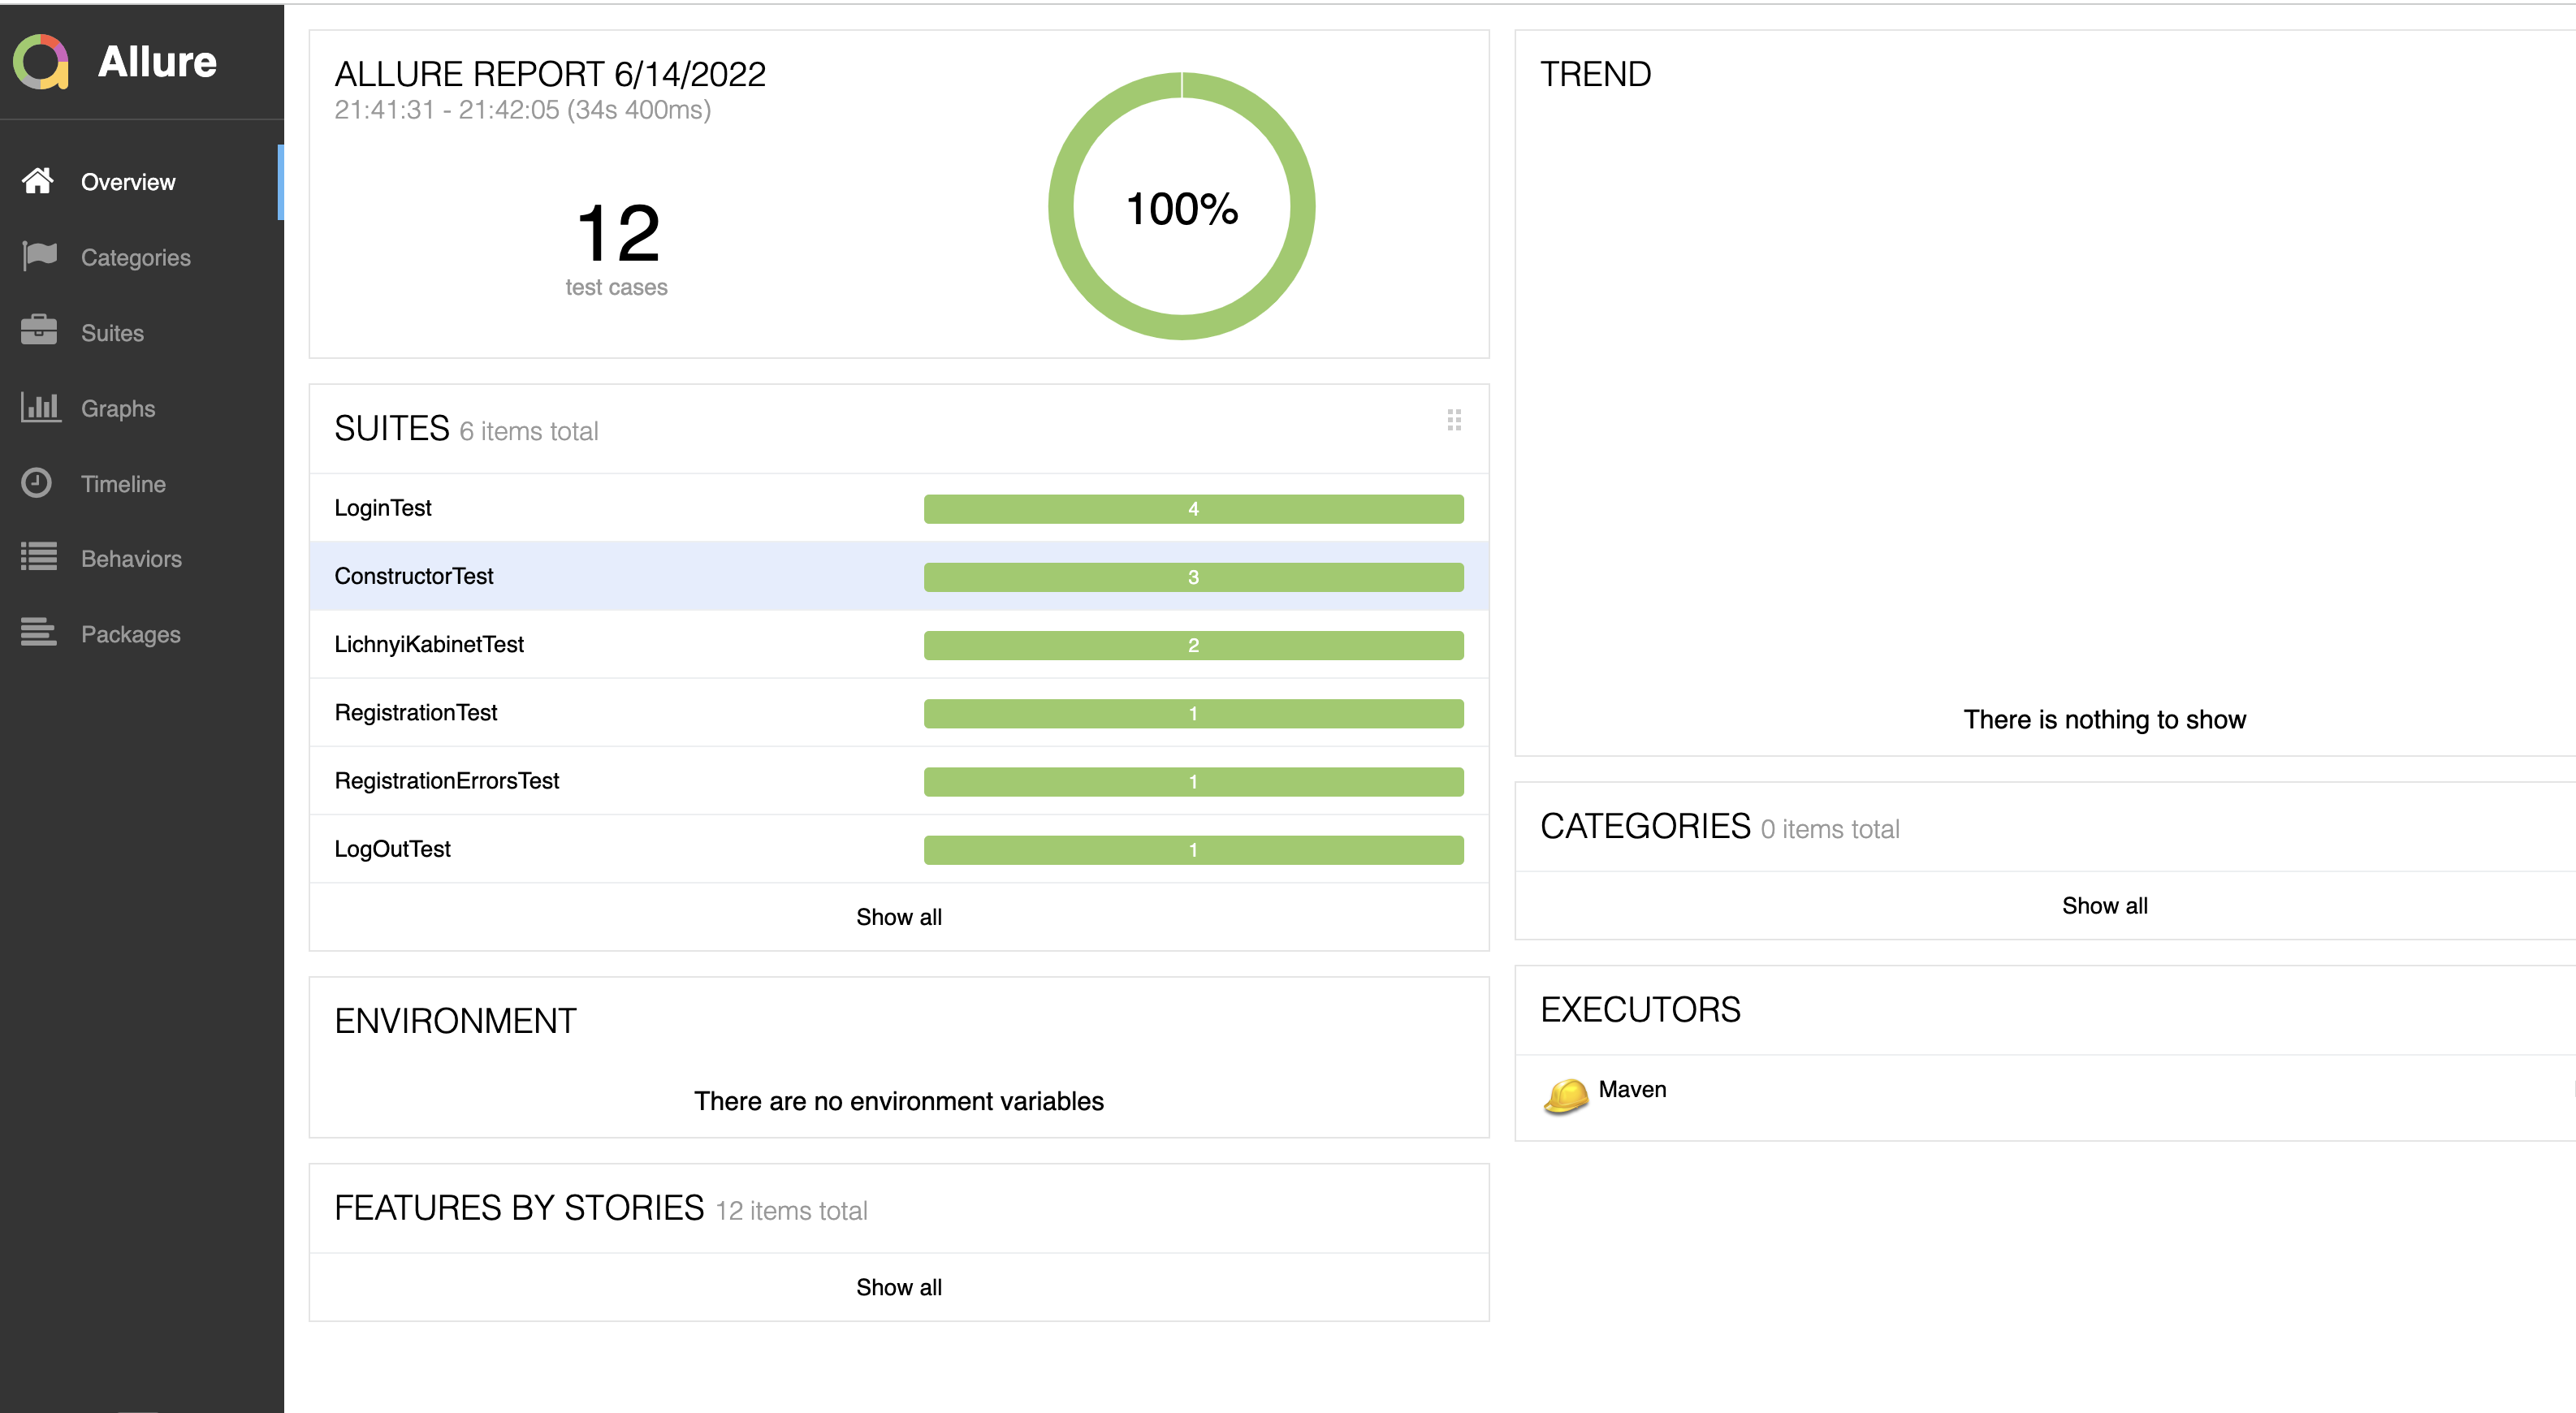 Allure
Overview
Categories
Suites
Graphs
Timeline
Behaviors
Packages
ALLURE REPORT 6/14/2022
21:41:31 - 21:42:05 (34s 400ms)
12
test cases
100%
SUITES 6 items total
LoginTest 4
ConstructorTest 3
LichnyiKabinetTest 2
RegistrationTest 1
RegistrationErrorsTest 1
LogOutTest 1
Show all
ENVIRONMENT
There are no environment variables
FEATURES BY STORIES 12 items total
Show all
TREND
There is nothing to show
CATEGORIES 0 items total
Show all
EXECUTORS
Maven